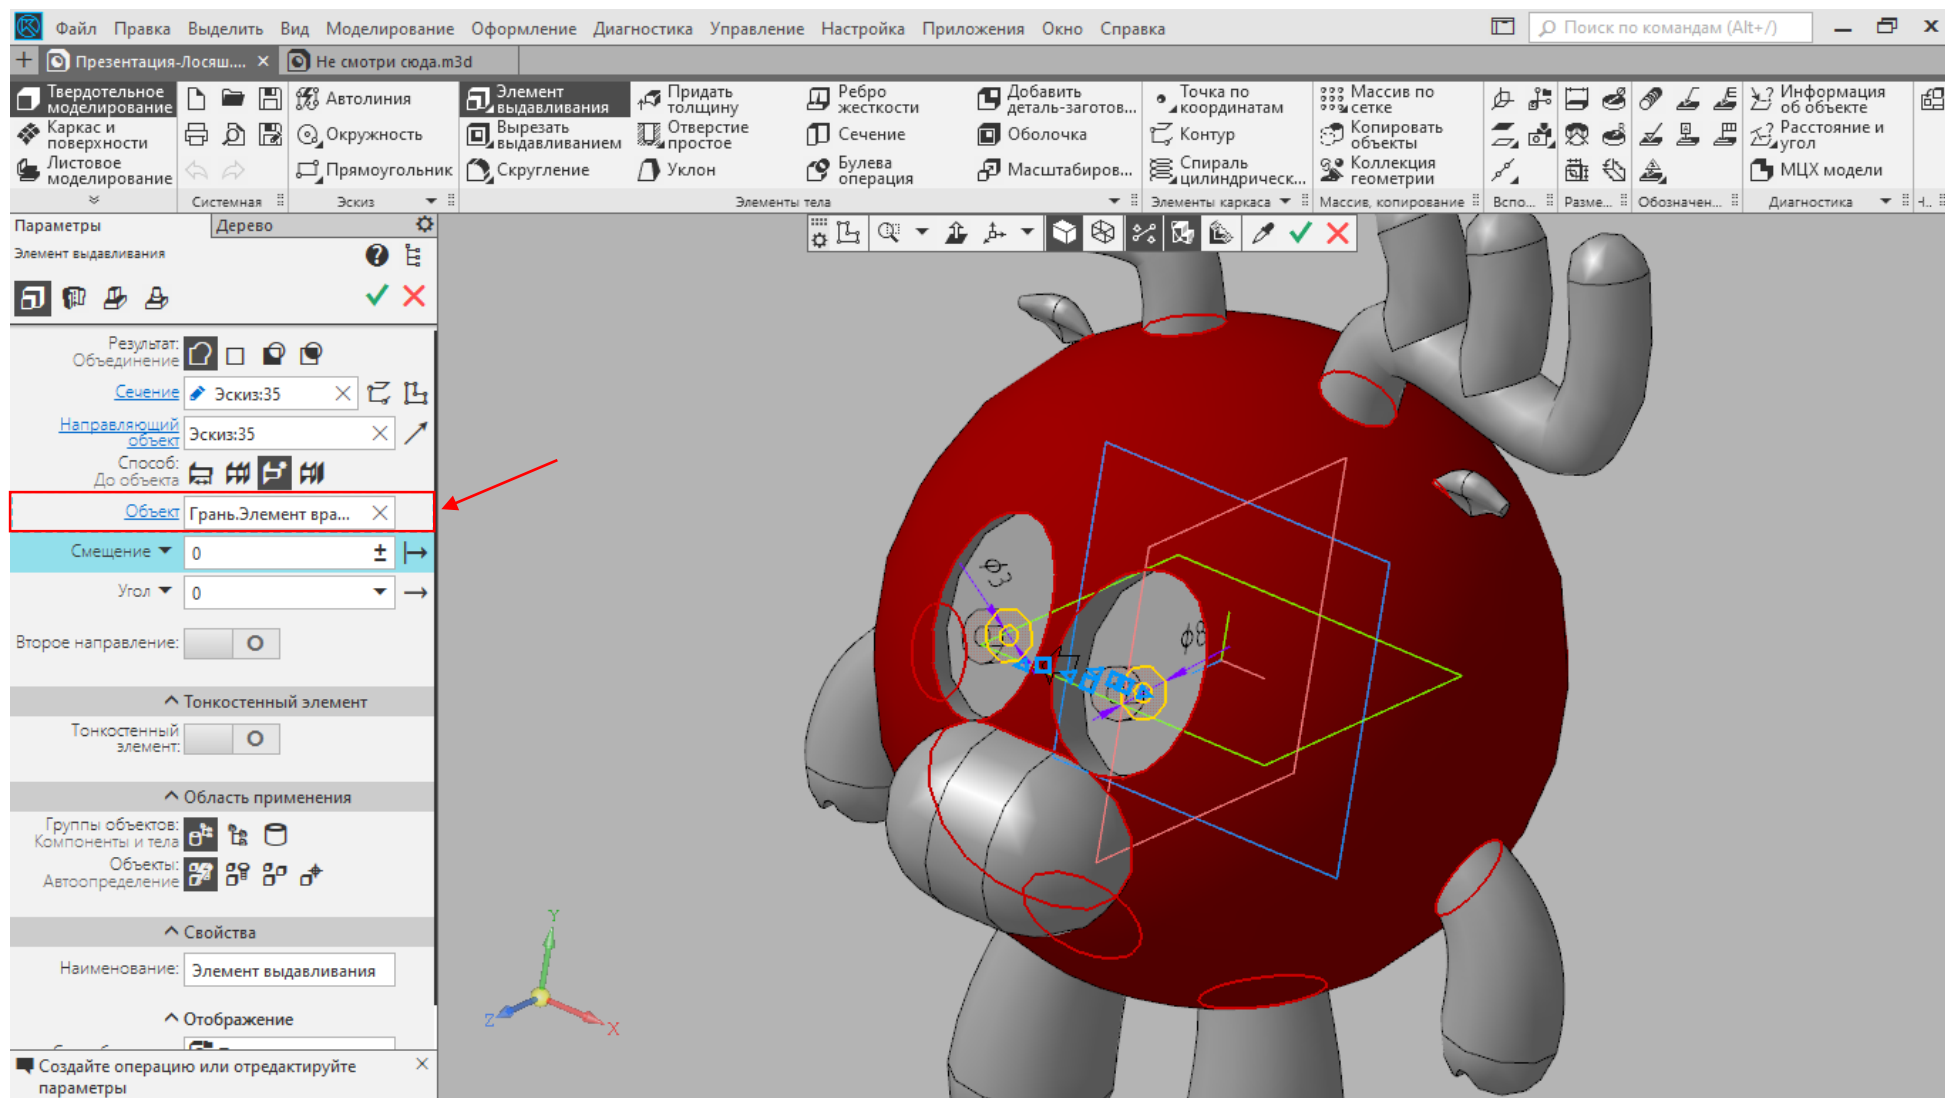 Файл Правка Выделить Вид Моделирование Оформление Диагностика Управление Настройка Приложения Окно Справка
Поиск по командам (Alt+/)
Презентация-Лосяш....
Не смотри сюда.m3d
Твердотельное моделирование
Каркас и поверхности
Листовое моделирование
Системная
Автолиния
Окружность
Прямоугольник
Эскиз
Элемент выдавливания
Вырезать выдавливанием
Скругление
Придать толщину
Отверстие простое
Уклон
Ребро жесткости
Сечение
Булева операция
Добавить деталь-заготов...
Оболочка
Масштабиров...
Элементы тела
Точка по координатам
Контур
Спираль цилиндрическ...
Элементы каркаса
Массив по сетке
Копировать объекты
Коллекция геометрии
Массив, копирование
Вспо...
Разме...
Обозначен...
Информация об объекте
Расстояние и угол
МЦХ модели
Диагностика
Параметры
Дерево
Элемент выдавливания
Результат:
Объединение
Сечение
Эскиз:35
Направляющий объект
Эскиз:35
Способ:
До объекта
Объект
Грань.Элемент вра...
Смещение
0
Угол
0
Второе направление:
Тонкостенный элемент
Тонкостенный элемент:
Область применения
Группы объектов:
Компоненты и тела
Объекты:
Автоопределение
Свойства
Наименование:
Элемент выдавливания
Отображение
Создайте операцию или отредактируйте
параметры
ϕ3
ϕ8
Y
Z
X